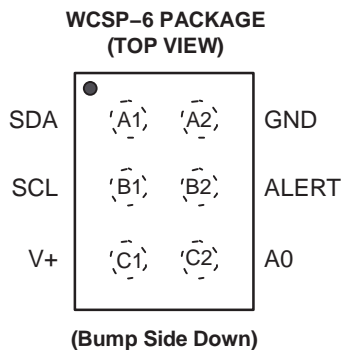 WCSP–6 PACKAGE
(TOP VIEW)
SDA A1 A2 GND
SCL B1 B2 ALERT
V+ C1 C2 A0
(Bump Side Down)